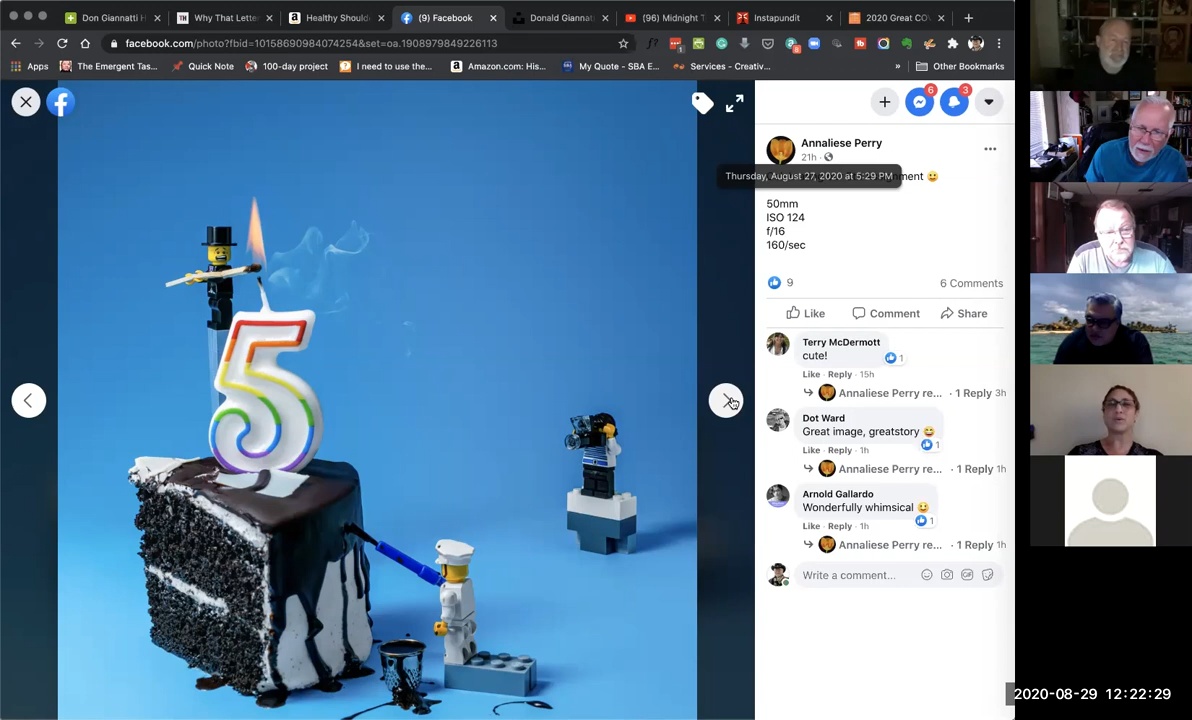 Don Giannatti H
Why That Letter
Healthy Should
(9) Facebook
Donald Giannat
(96) Midnight T
Instapundit
2020 Great CO
facebook.com/photo?fbid=10158690984074254&set=oa.1908979849226113
Apps
The Emergent Tas...
Quick Note
100-day project
I need to use the...
Amazon.com: His...
My Quote - SBA E...
Services - Creativ...
»
Other Bookmarks
6
3
Annaliese Perry
21h ·
Thursday, August 27, 2020 at 5:29 PM
nment 😀
50mm
ISO 124
f/16
160/sec
9
6 Comments
Like
Comment
Share
Terry McDermott
cute!
1
Like · Reply · 15h
Annaliese Perry re... · 1 Reply 3h
Dot Ward
Great image, greatstory 😄
1
Like · Reply · 1h
Annaliese Perry re... · 1 Reply 1h
Arnold Gallardo
Wonderfully whimsical 😃
1
Like · Reply · 1h
Annaliese Perry re... · 1 Reply 1h
Write a comment...
GIF
5
2020-08-29 12:22:29